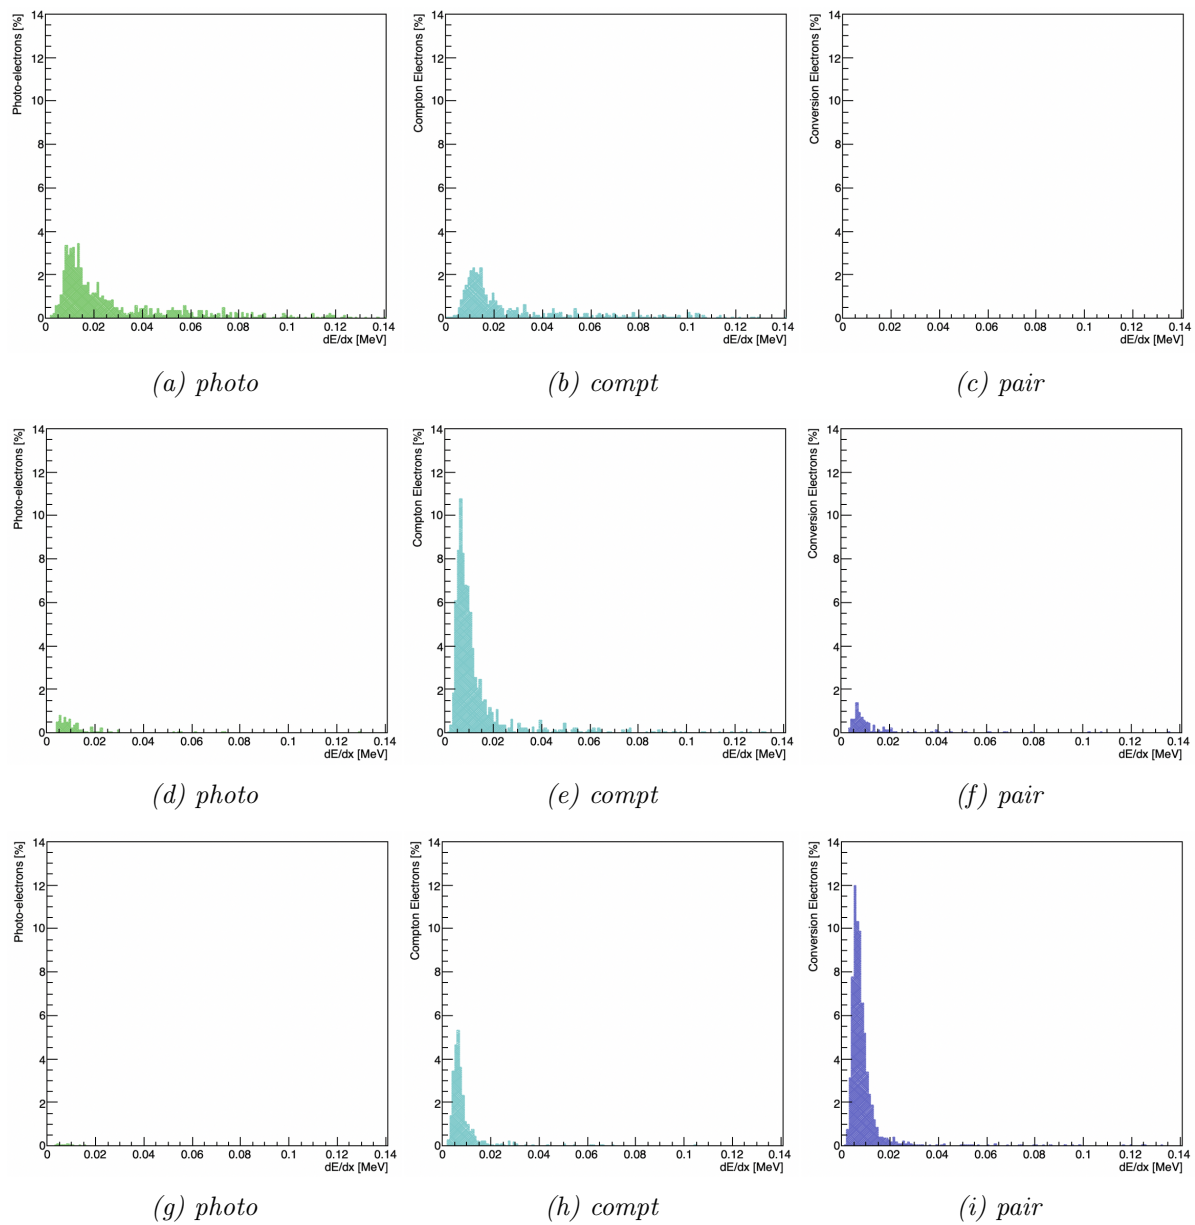 Photo-electrons [%]
14
12
10
8
6
4
2
0
0 0.02 0.04 0.06 0.08 0.1 0.12 0.14
dE/dx [MeV]
(a) photo
Compton Electrons [%]
14
12
10
8
6
4
2
0
0 0.02 0.04 0.06 0.08 0.1 0.12 0.14
dE/dx [MeV]
(b) compt
Conversion Electrons [%]
14
12
10
8
6
4
2
0
0 0.02 0.04 0.06 0.08 0.1 0.12 0.14
dE/dx [MeV]
(c) pair
Photo-electrons [%]
14
12
10
8
6
4
2
0
0 0.02 0.04 0.06 0.08 0.1 0.12 0.14
dE/dx [MeV]
(d) photo
Compton Electrons [%]
14
12
10
8
6
4
2
0
0 0.02 0.04 0.06 0.08 0.1 0.12 0.14
dE/dx [MeV]
(e) compt
Conversion Electrons [%]
14
12
10
8
6
4
2
0
0 0.02 0.04 0.06 0.08 0.1 0.12 0.14
dE/dx [MeV]
(f) pair
Photo-electrons [%]
14
12
10
8
6
4
2
0
0 0.02 0.04 0.06 0.08 0.1 0.12 0.14
dE/dx [MeV]
(g) photo
Compton Electrons [%]
14
12
10
8
6
4
2
0
0 0.02 0.04 0.06 0.08 0.1 0.12 0.14
dE/dx [MeV]
(h) compt
Conversion Electrons [%]
14
12
10
8
6
4
2
0
0 0.02 0.04 0.06 0.08 0.1 0.12 0.14
dE/dx [MeV]
(i) pair